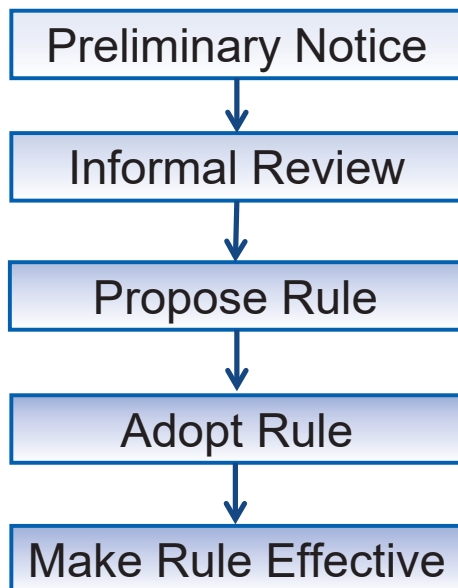 Preliminary Notice
Informal Review
Propose Rule
Adopt Rule
Make Rule Effective